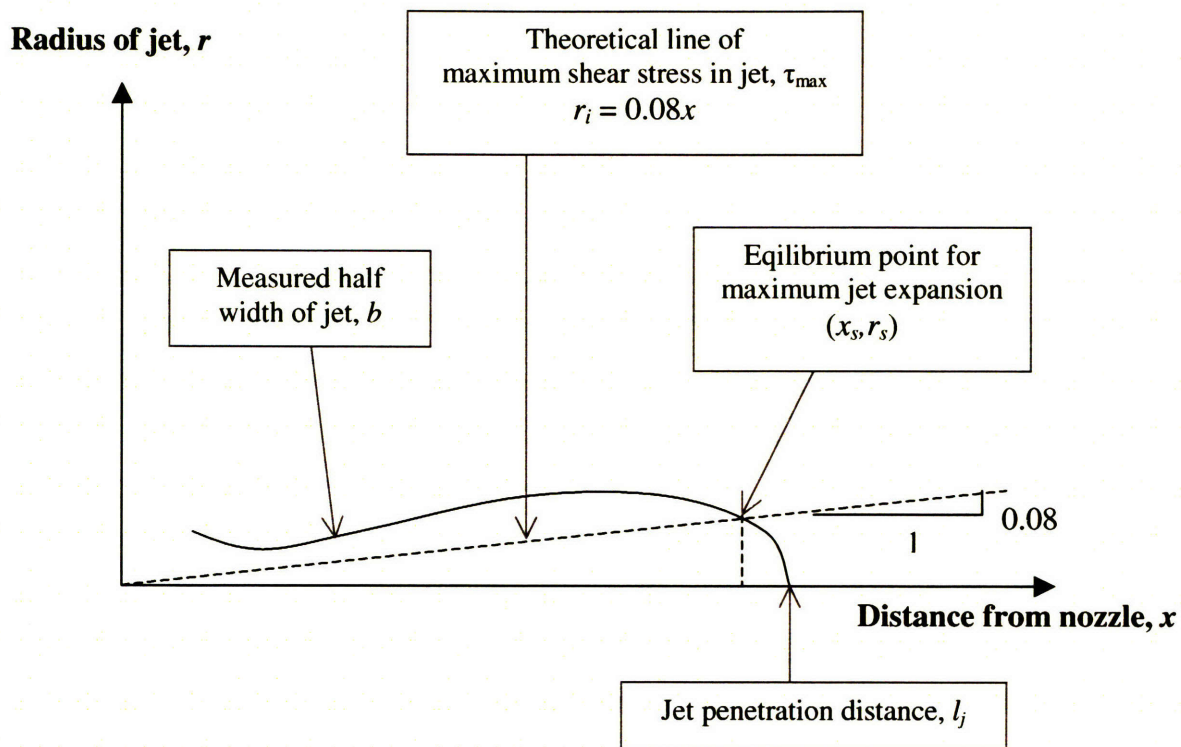 Radius of jet, r
Theoretical line of
maximum shear stress in jet, τmax
ri = 0.08x
Measured half
width of jet, b
Eqilibrium point for
maximum jet expansion
(xs,rs)
0.08
1
Distance from nozzle, x
Jet penetration distance, lj